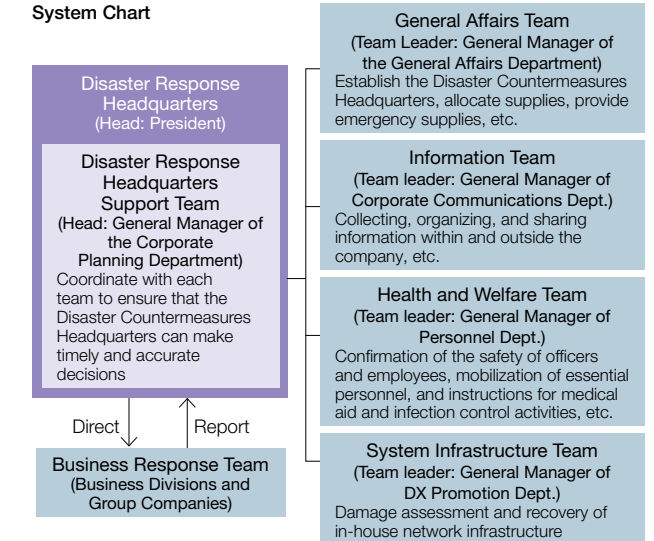 System Chart
Disaster Response
Headquarters
(Head: President)
Disaster Response
Headquarters
Support Team
(Head: General Manager of
the Corporate
Planning Department)
Coordinate with each
team to ensure that the
Disaster Countermeasures
Headquarters can make
timely and accurate
decisions
Direct
Report
Business Response Team
(Business Divisions and
Group Companies)
General Affairs Team
(Team Leader: General Manager of
the General Affairs Department)
Establish the Disaster Countermeasures
Headquarters, allocate supplies, provide
emergency supplies, etc.
Information Team
(Team leader: General Manager of
Corporate Communications Dept.)
Collecting, organizing, and sharing
information within and outside the
company, etc.
Health and Welfare Team
(Team leader: General Manager of
Personnel Dept.)
Confirmation of the safety of officers
and employees, mobilization of essential
personnel, and instructions for medical
aid and infection control activities, etc.
System Infrastructure Team
(Team leader: General Manager of
DX Promotion Dept.)
Damage assessment and recovery of
in-house network infrastructure